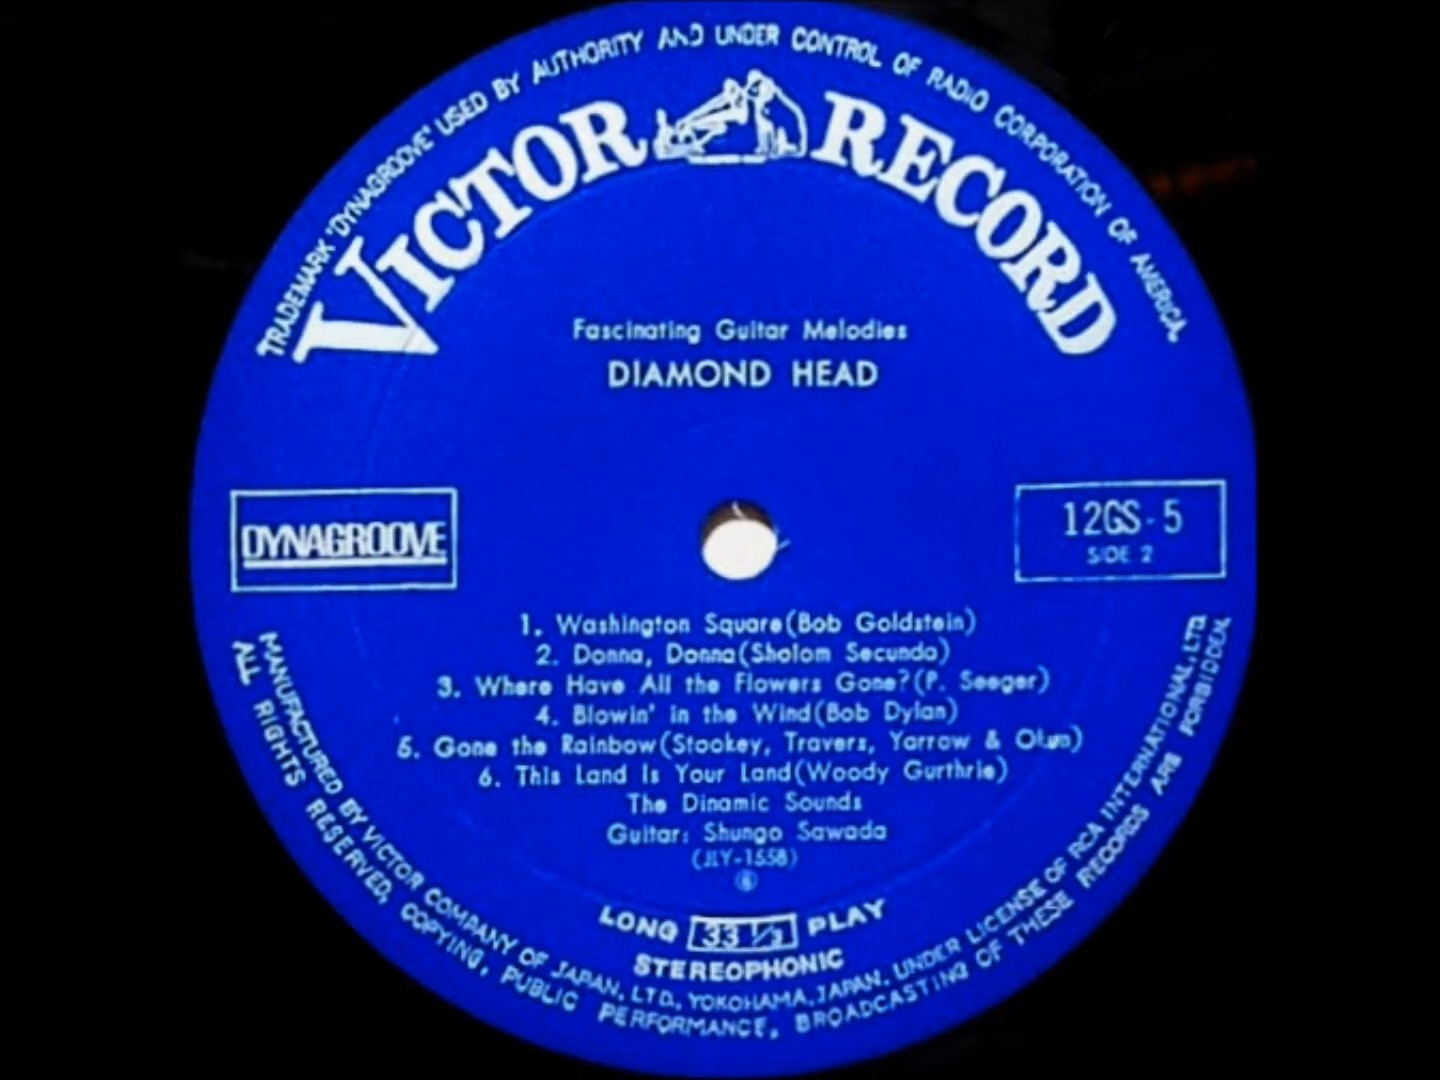 TRADEMARK "DYNAGROOVE" USED BY AUTHORITY AND UNDER CONTROL OF RADIO CORPORATION OF AMERICA.
VICTOR RECORD
Fascinating Guitar Melodies
DIAMOND HEAD
DYNAGROOVE
12GS-5
SIDE 2
1. Washington Square(Bob Goldstein)
2. Donna, Donna(Sholom Secunda)
3. Where Have All the Flowers Gone?(P. Seeger)
4. Blowin' in the Wind(Bob Dylan)
5. Gone the Rainbow(Stookey, Travers, Yarrow &
6. This Land Is Your Land(Woody Gurthrie)
The Dinamic Sounds
Guitar: Shungo Sawada
(JLY-1558)
LONG 33 1/3 PLAY
STEREOPHONIC
MANUFACTURED BY VICTOR COMPANY OF JAPAN, LTD., YOKOHAMA, JAPAN, UNDER LICENSE OF RCA INTERNATIONAL, LTD
ALL RIGHTS RESERVED, COPYING, PUBLIC PERFORMANCE, BROADCASTING OF THESE RECORDS ARE FORBIDDEN.